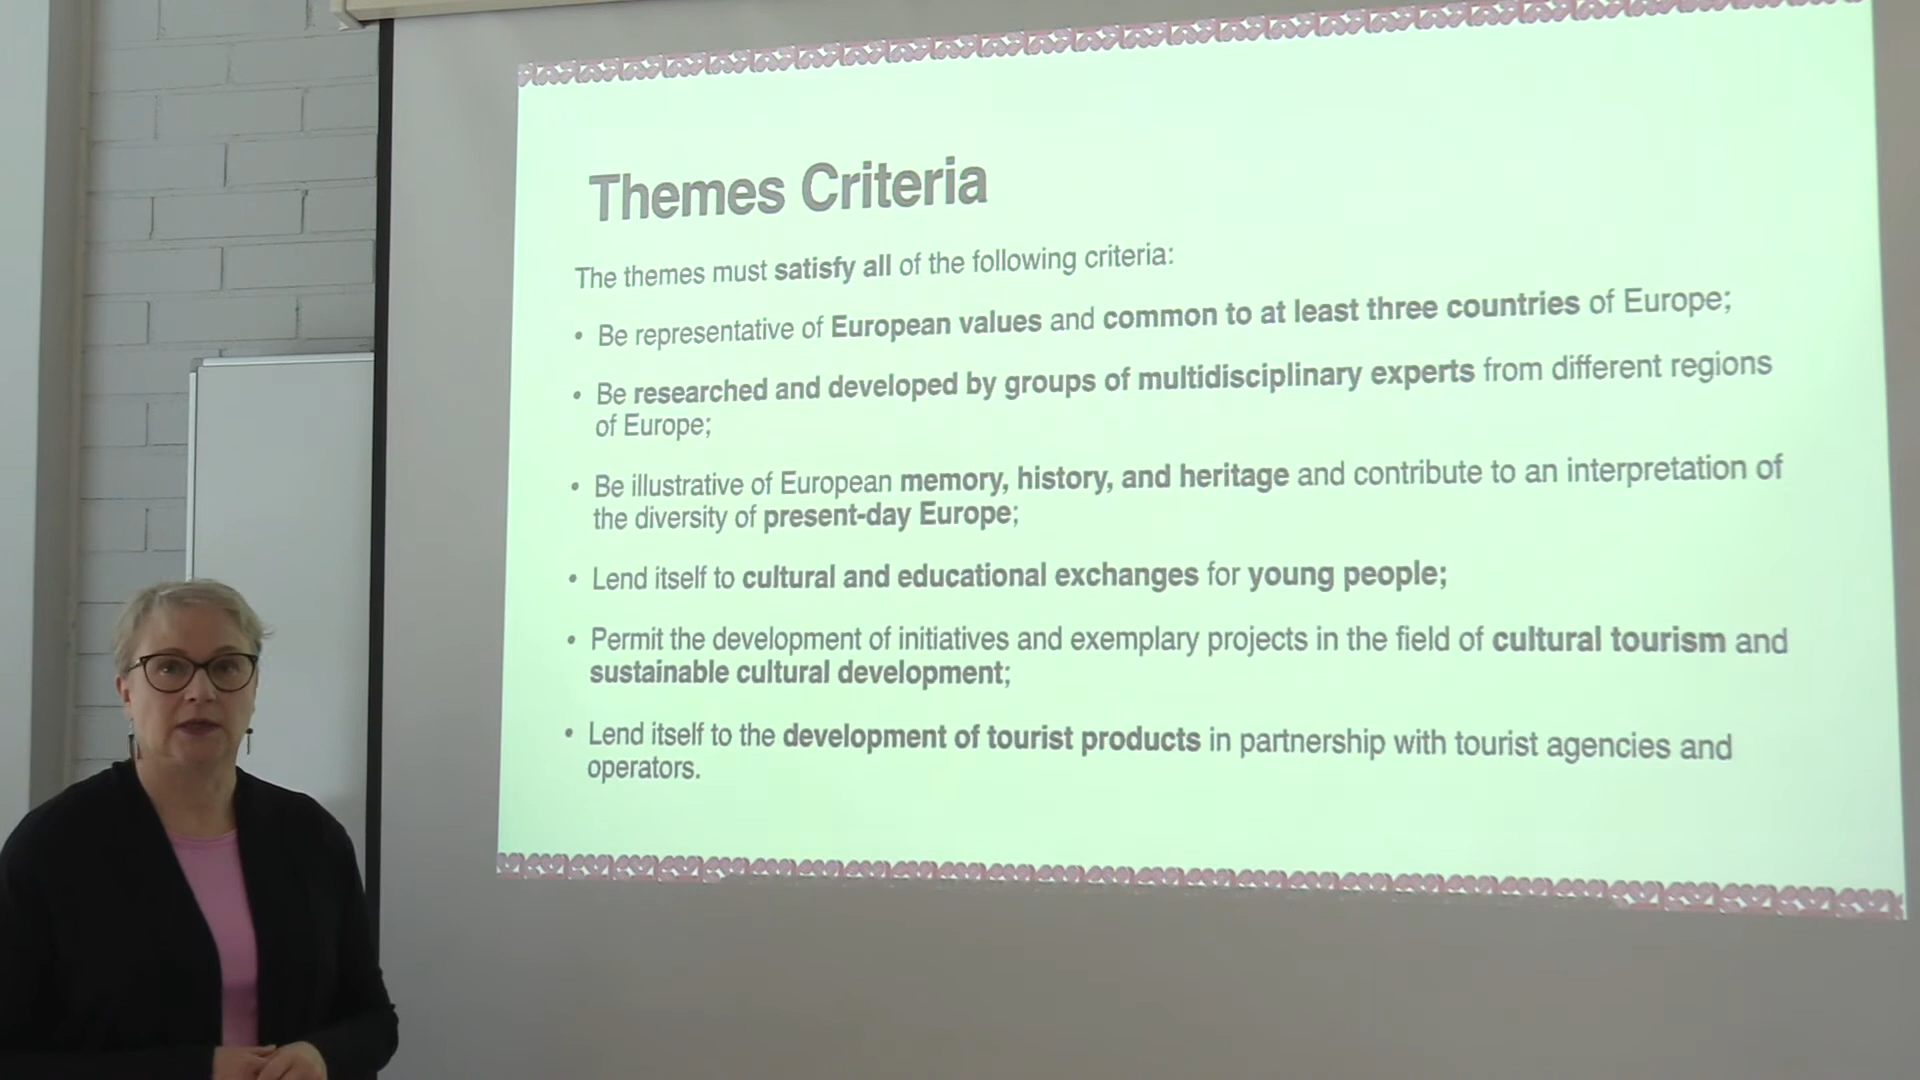 Themes Criteria
The themes must satisfy all of the following criteria:
• Be representative of European values and common to at least three countries of Europe;
• Be researched and developed by groups of multidisciplinary experts from different regions
of Europe;
• Be illustrative of European memory, history, and heritage and contribute to an interpretation of
the diversity of present-day Europe;
• Lend itself to cultural and educational exchanges for young people;
• Permit the development of initiatives and exemplary projects in the field of cultural tourism and
sustainable cultural development;
• Lend itself to the development of tourist products in partnership with tourist agencies and
operators.